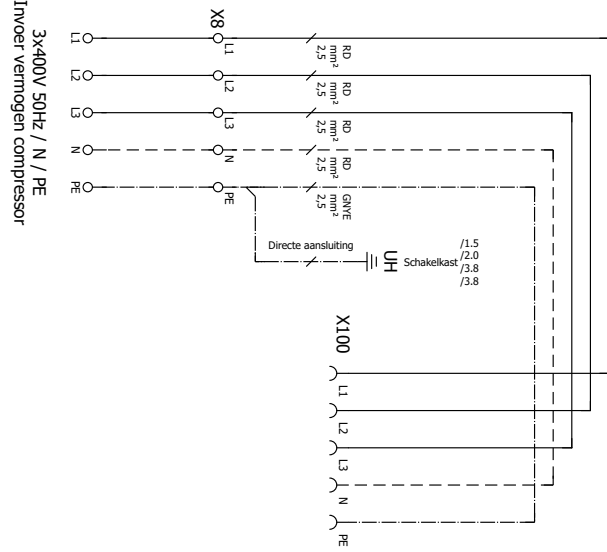 3x400V 50Hz / N / PE
Invoer vermogen compressor
X8
L1
L1
RD
mm²
2,5
L2
L2
RD
mm²
2,5
L3
L3
RD
mm²
2,5
N
N
RD
mm²
2,5
PE
PE
GNYE
mm²
2,5
Directe aansluiting
UH
Schakelkast
/1.5
/2.0
/3.8
/3.8
X100
L1
L2
L3
N
PE